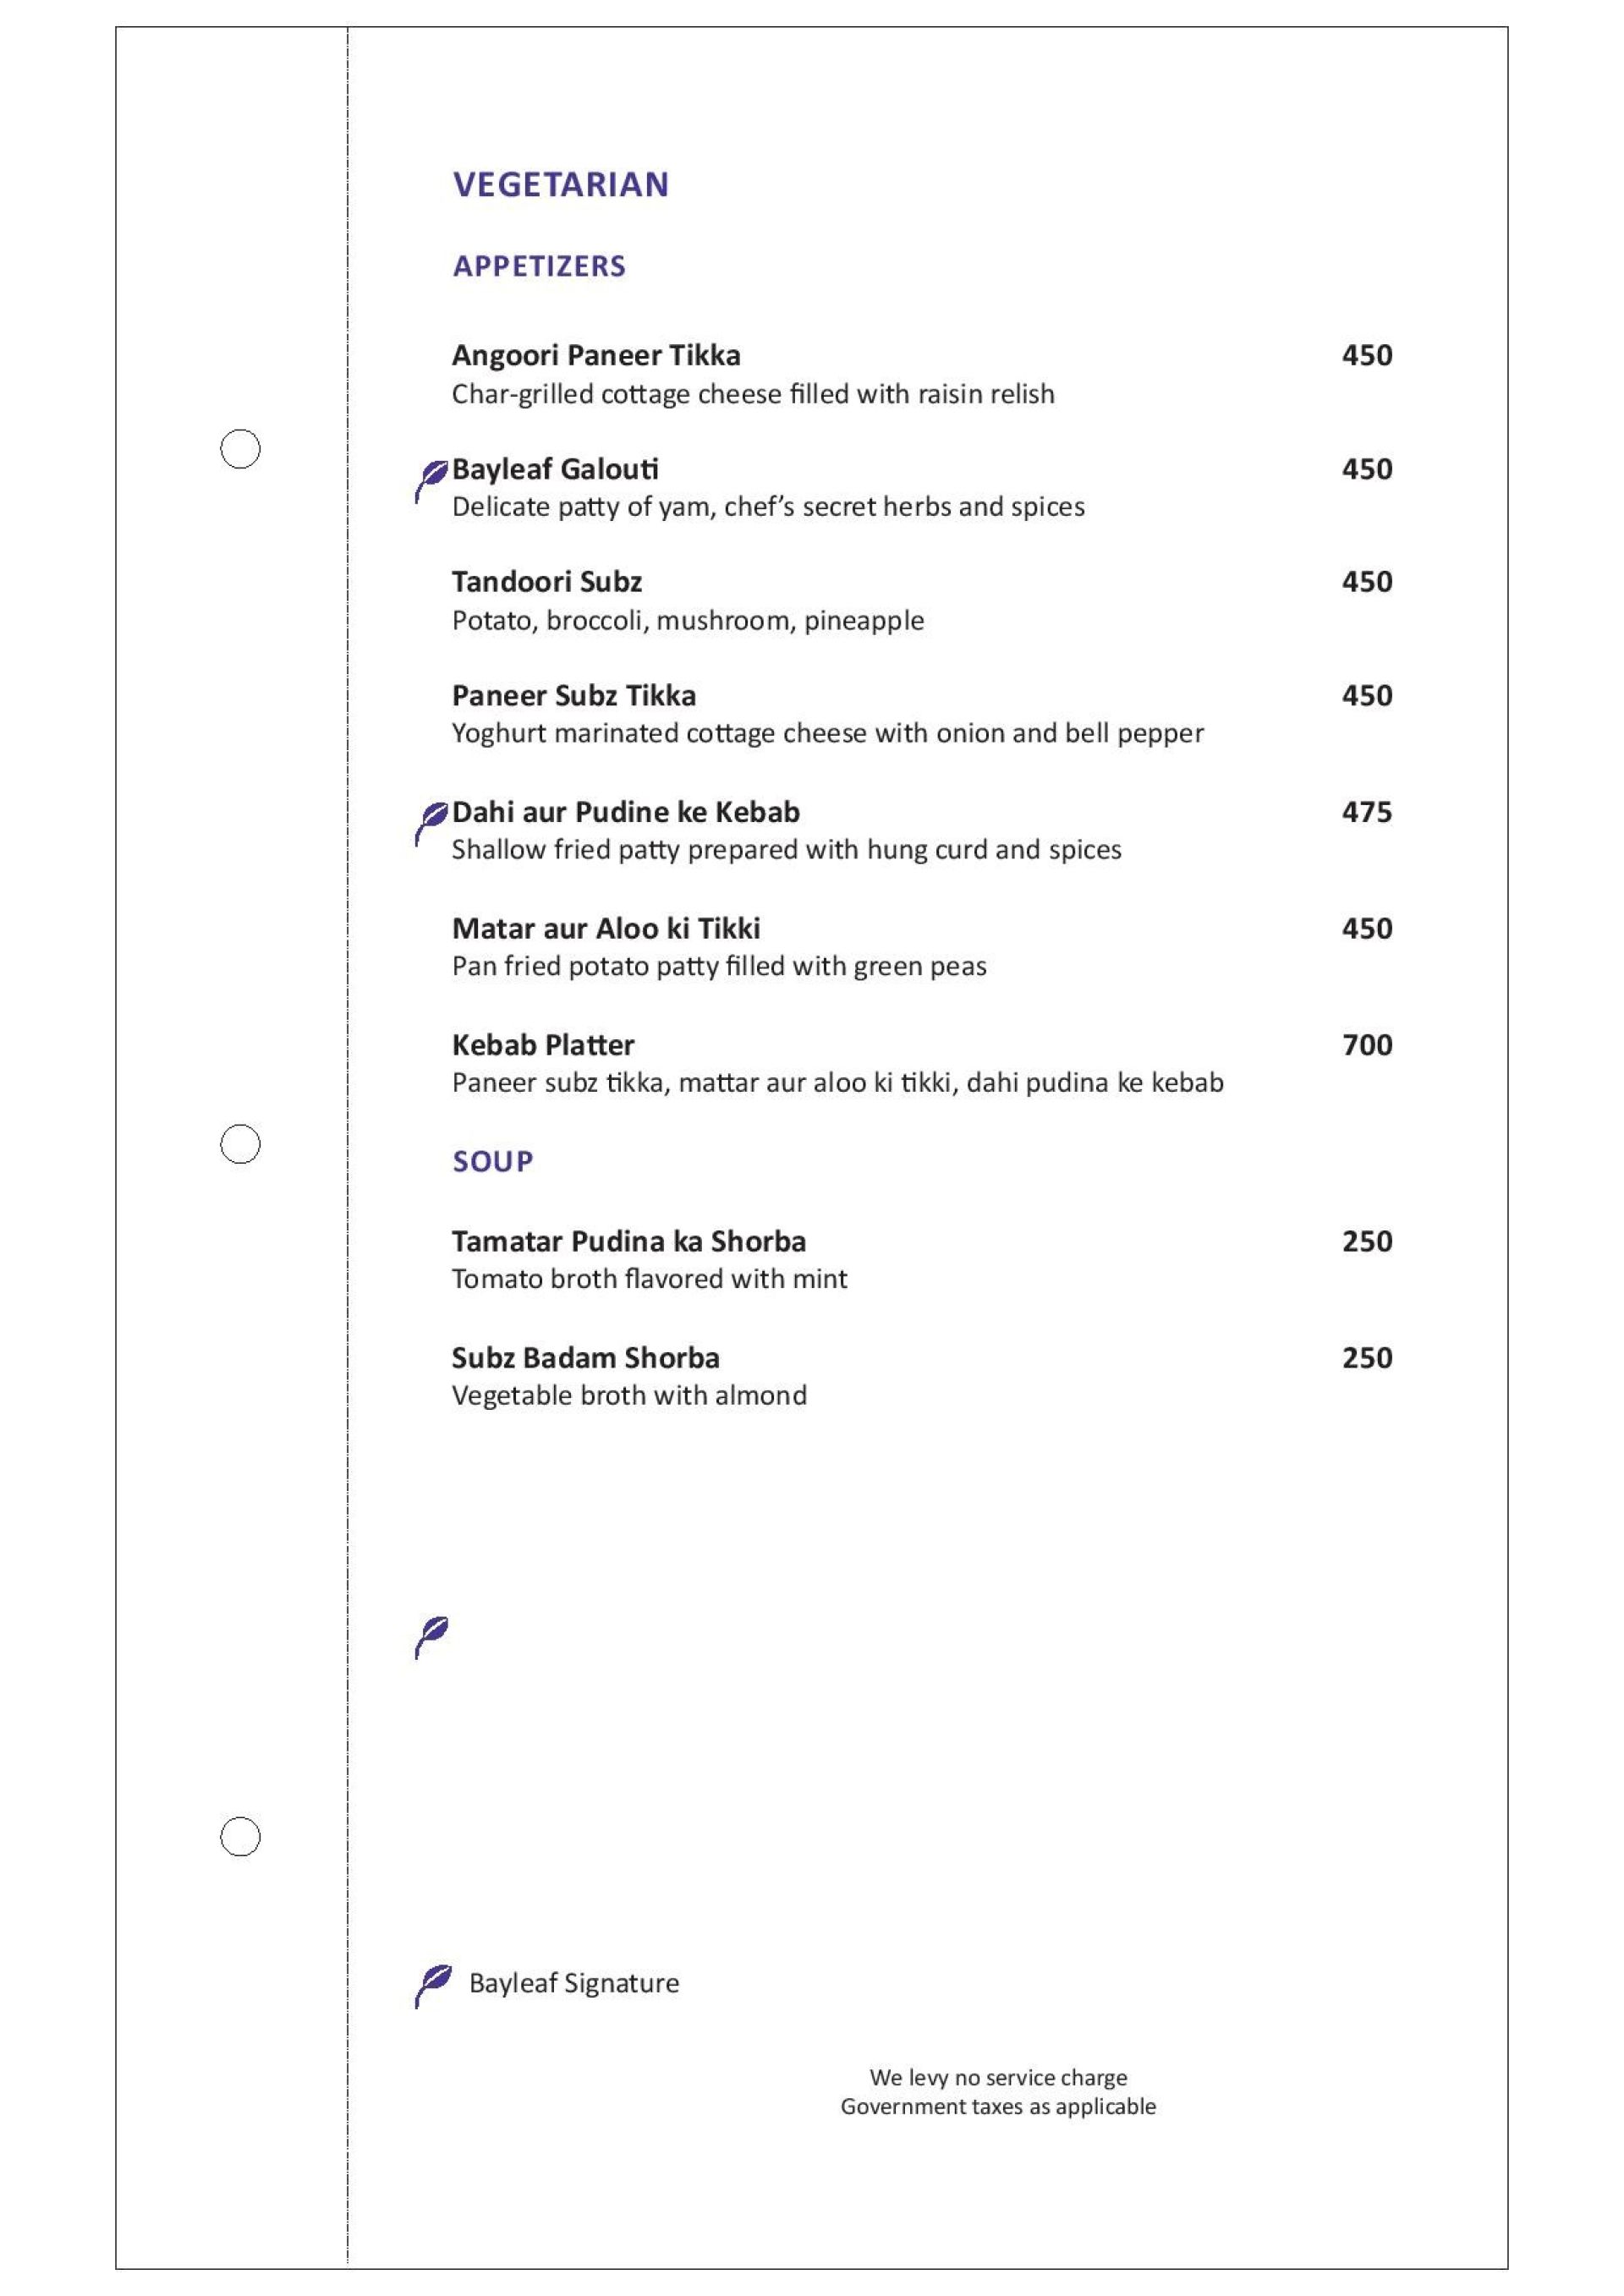 VEGETARIAN
APPETIZERS
Angoori Paneer Tikka 450
Char-grilled cottage cheese filled with raisin relish
Bayleaf Galouti 450
Delicate patty of yam, chef’s secret herbs and spices
Tandoori Subz 450
Potato, broccoli, mushroom, pineapple
Paneer Subz Tikka 450
Yoghurt marinated cottage cheese with onion and bell pepper
Dahi aur Pudine ke Kebab 475
Shallow fried patty prepared with hung curd and spices
Matar aur Aloo ki Tikki 450
Pan fried potato patty filled with green peas
Kebab Platter 700
Paneer subz tikka, mattar aur aloo ki tikki, dahi pudina ke kebab
SOUP
Tamatar Pudina ka Shorba 250
Tomato broth flavored with mint
Subz Badam Shorba 250
Vegetable broth with almond
Bayleaf Signature
We levy no service charge
Government taxes as applicable